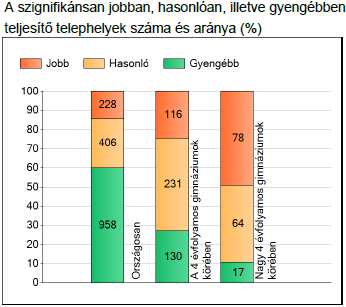 A szignifikánsan jobban, hasonlóan, illetve gyengébben
teljesítő telephelyek száma és aránya (%)
Jobb Hasonló Gyengébb
100
90
80
70
60
50
40
30
20
10
0
228
406
958
Országosan
116
231
130
A 4 évfolyamos gimnáziumok
körében
78
64
17
Nagy 4 évfolyamos gimnáziumok
körében